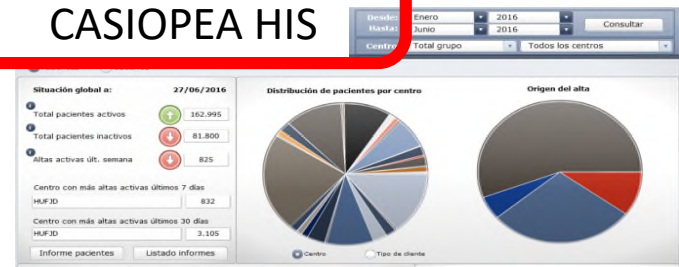 CASIOPEA HIS
Desde: Enero 2016
Hasta: Junio 2016
Consultar
Centro Total grupo Todos los centros
Situación global a: 27/06/2016
Total pacientes activos 162.995
Total pacientes inactivos 81.800
Altas activas últ. semana 825
Centro con más altas activas últimos 7 días
HUFJD 832
Centro con más altas activas últimos 30 días
HUFJD 3.105
Informe pacientes Listado informes
Distribución de pacientes por centro
Centro Tipo de cliente
Origen del alta